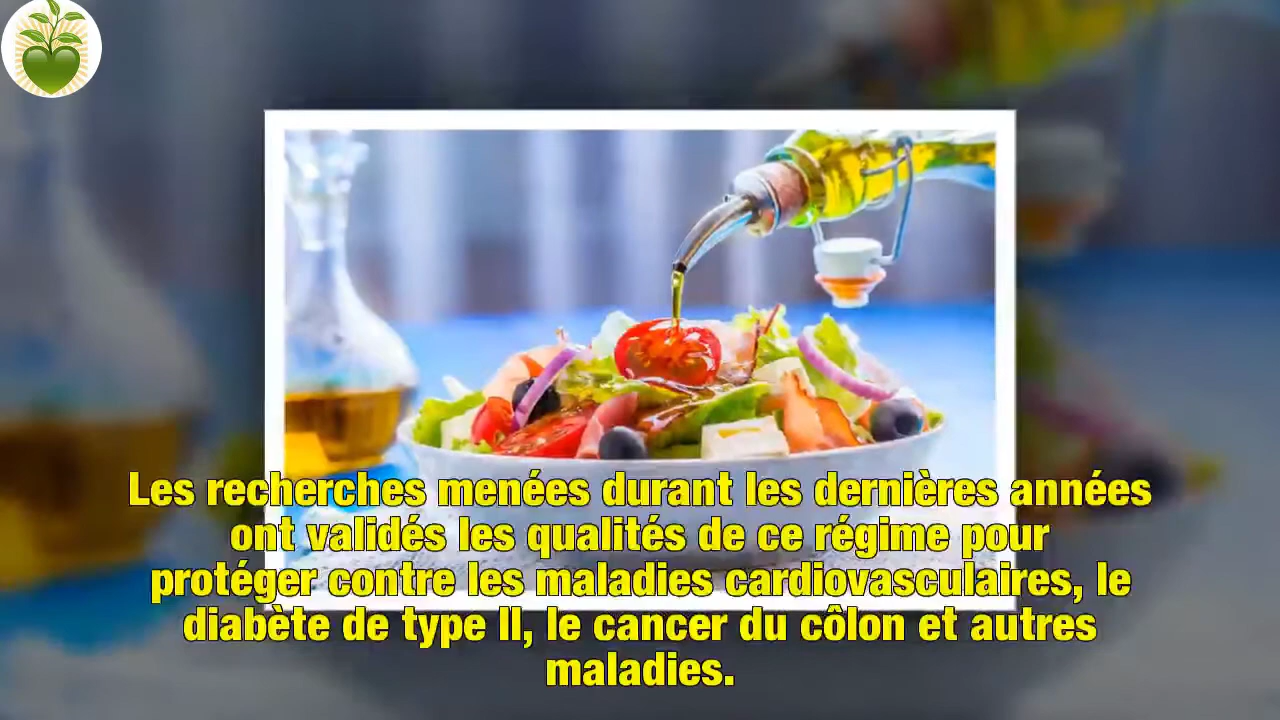 Les recherches menées durant les dernières années
ont validés les qualités de ce régime pour
protéger contre les maladies cardiovasculaires, le
diabète de type II, le cancer du côlon et autres
maladies.